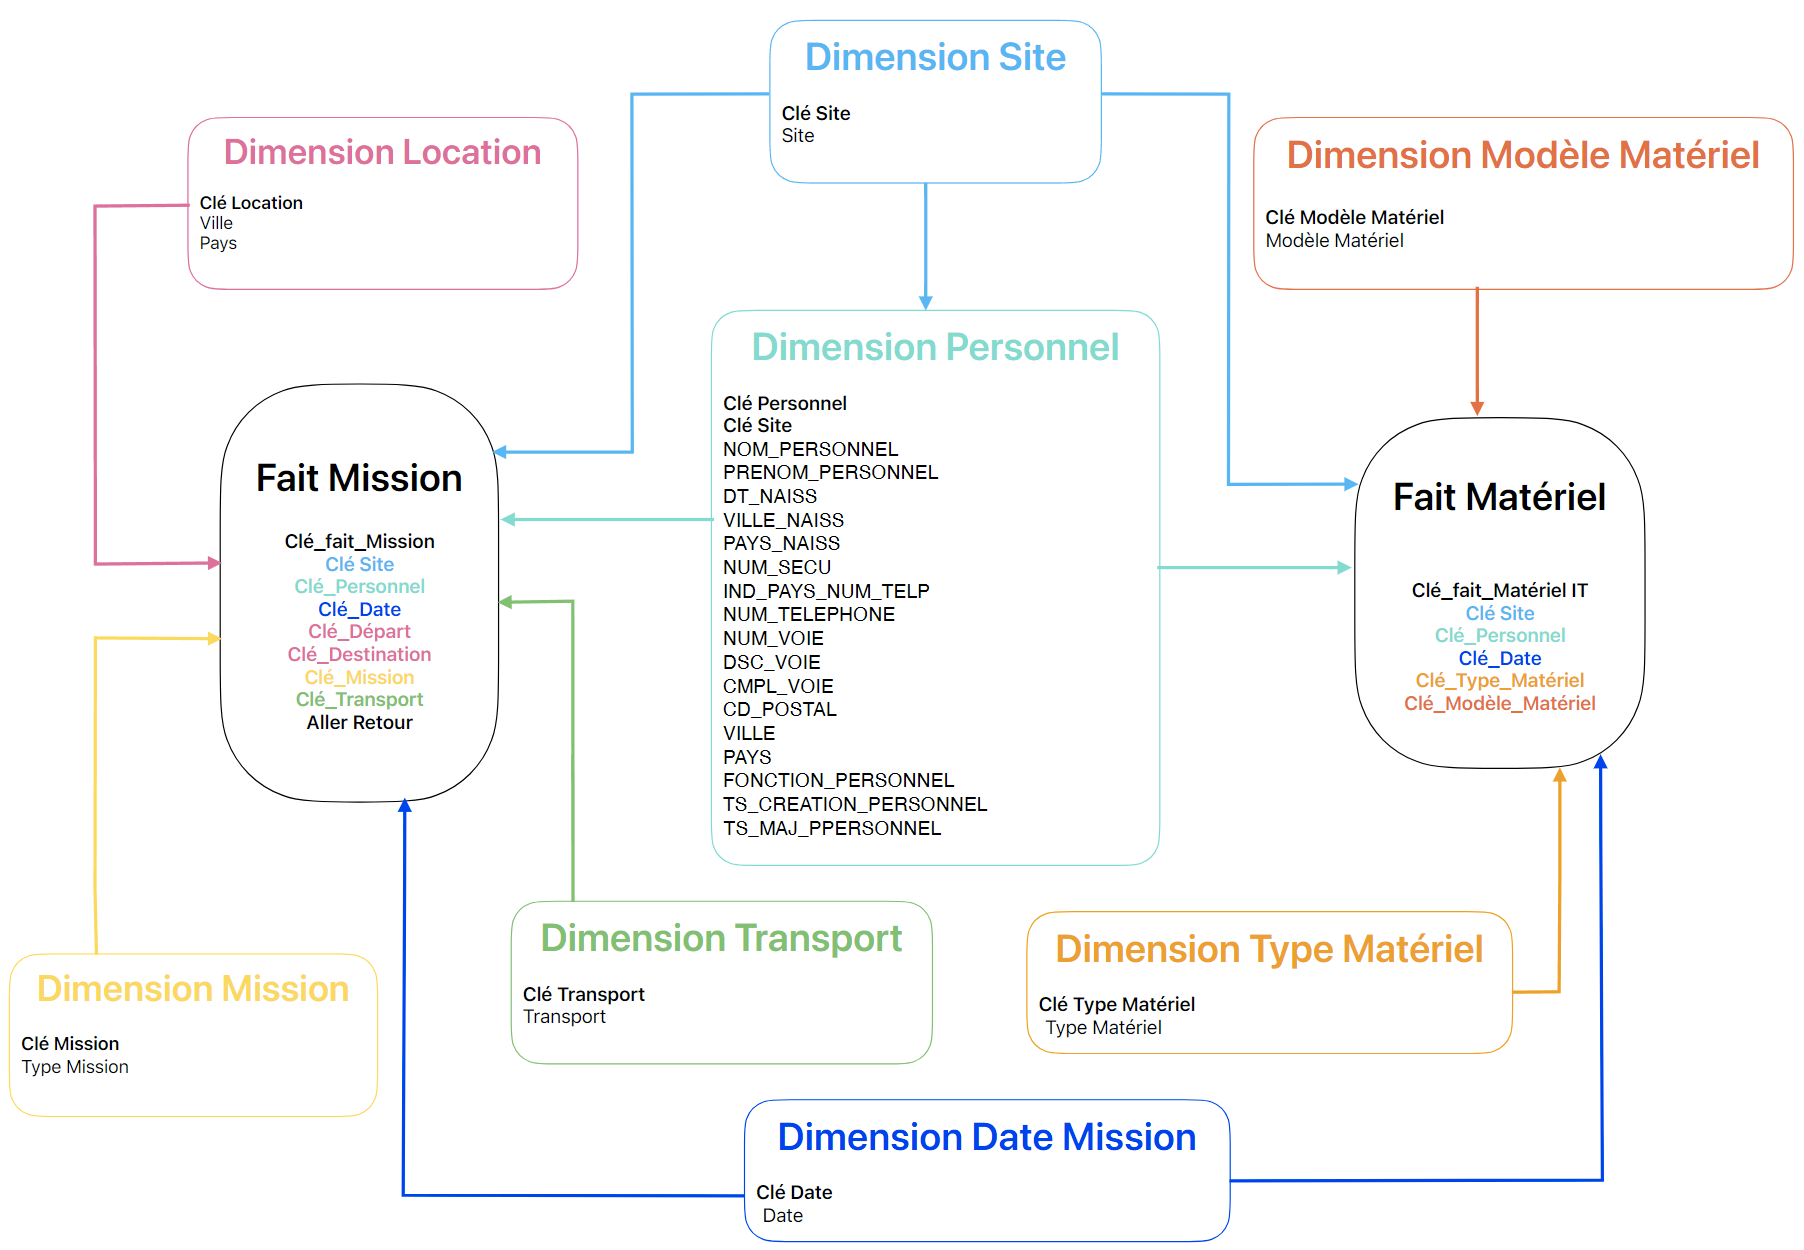 Dimension Site
Clé Site
Site
Dimension Location
Clé Location
Ville
Pays
Dimension Modèle Matériel
Clé Modèle Matériel
Modèle Matériel
Dimension Personnel
Clé Personnel
Clé Site
NOM_PERSONNEL
PRENOM_PERSONNEL
DT_NAISS
VILLE_NAISS
PAYS_NAISS
NUM_SECU
IND_PAYS_NUM_TELP
NUM_TELEPHONE
NUM_VOIE
DSC_VOIE
CMPL_VOIE
CD_POSTAL
VILLE
PAYS
FONCTION_PERSONNEL
TS_CREATION_PERSONNEL
TS_MAJ_PPERSONNEL
Fait Mission
Clé_fait_Mission
Clé Site
Clé_Personnel
Clé_Date
Clé_Départ
Clé_Destination
Clé_Mission
Clé_Transport
Aller Retour
Fait Matériel
Clé_fait_Matériel IT
Clé Site
Clé_Personnel
Clé_Date
Clé_Type_Matériel
Clé_Modèle_Matériel
Dimension Mission
Clé Mission
Type Mission
Dimension Transport
Clé Transport
Transport
Dimension Type Matériel
Clé Type Matériel
Type Matériel
Dimension Date Mission
Clé Date
Date